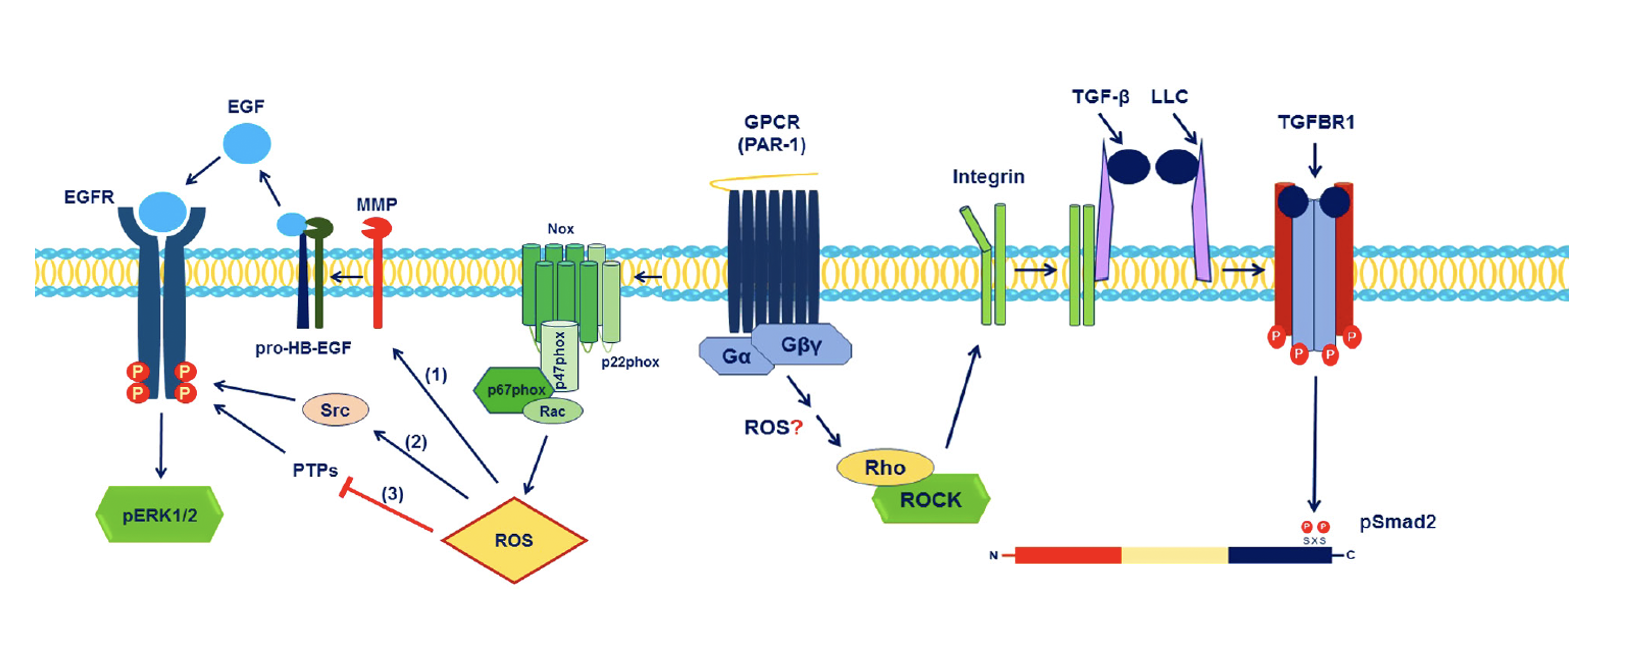 EGF
EGFR
P
P
P
P
pERK1/2
pro-HB-EGF
MMP
Src
PTPs
(1)
(2)
(3)
ROS
Nox
p47phox
p22phox
p67phox
Rac
GPCR
(PAR-1)
Gα
Gβγ
ROS?
Rho
ROCK
Integrin
TGF-β
LLC
TGFBR1
P
P
P
P
P
P
pSmad2
SXS
N
C